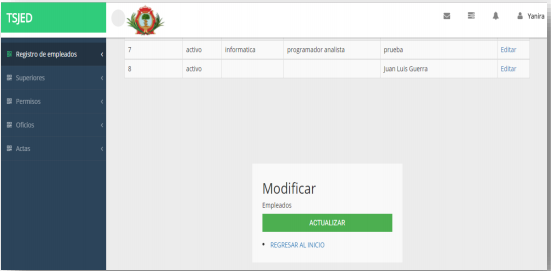 TSJED
Yanira
Registro de empleados
Superiores
Permisos
Oficios
Actas
7 activo informatica programador analista prueba Editar
8 activo Juan Luis Guerra Editar
Modificar
Empleados
ACTUALIZAR
REGRESAR AL INICIO